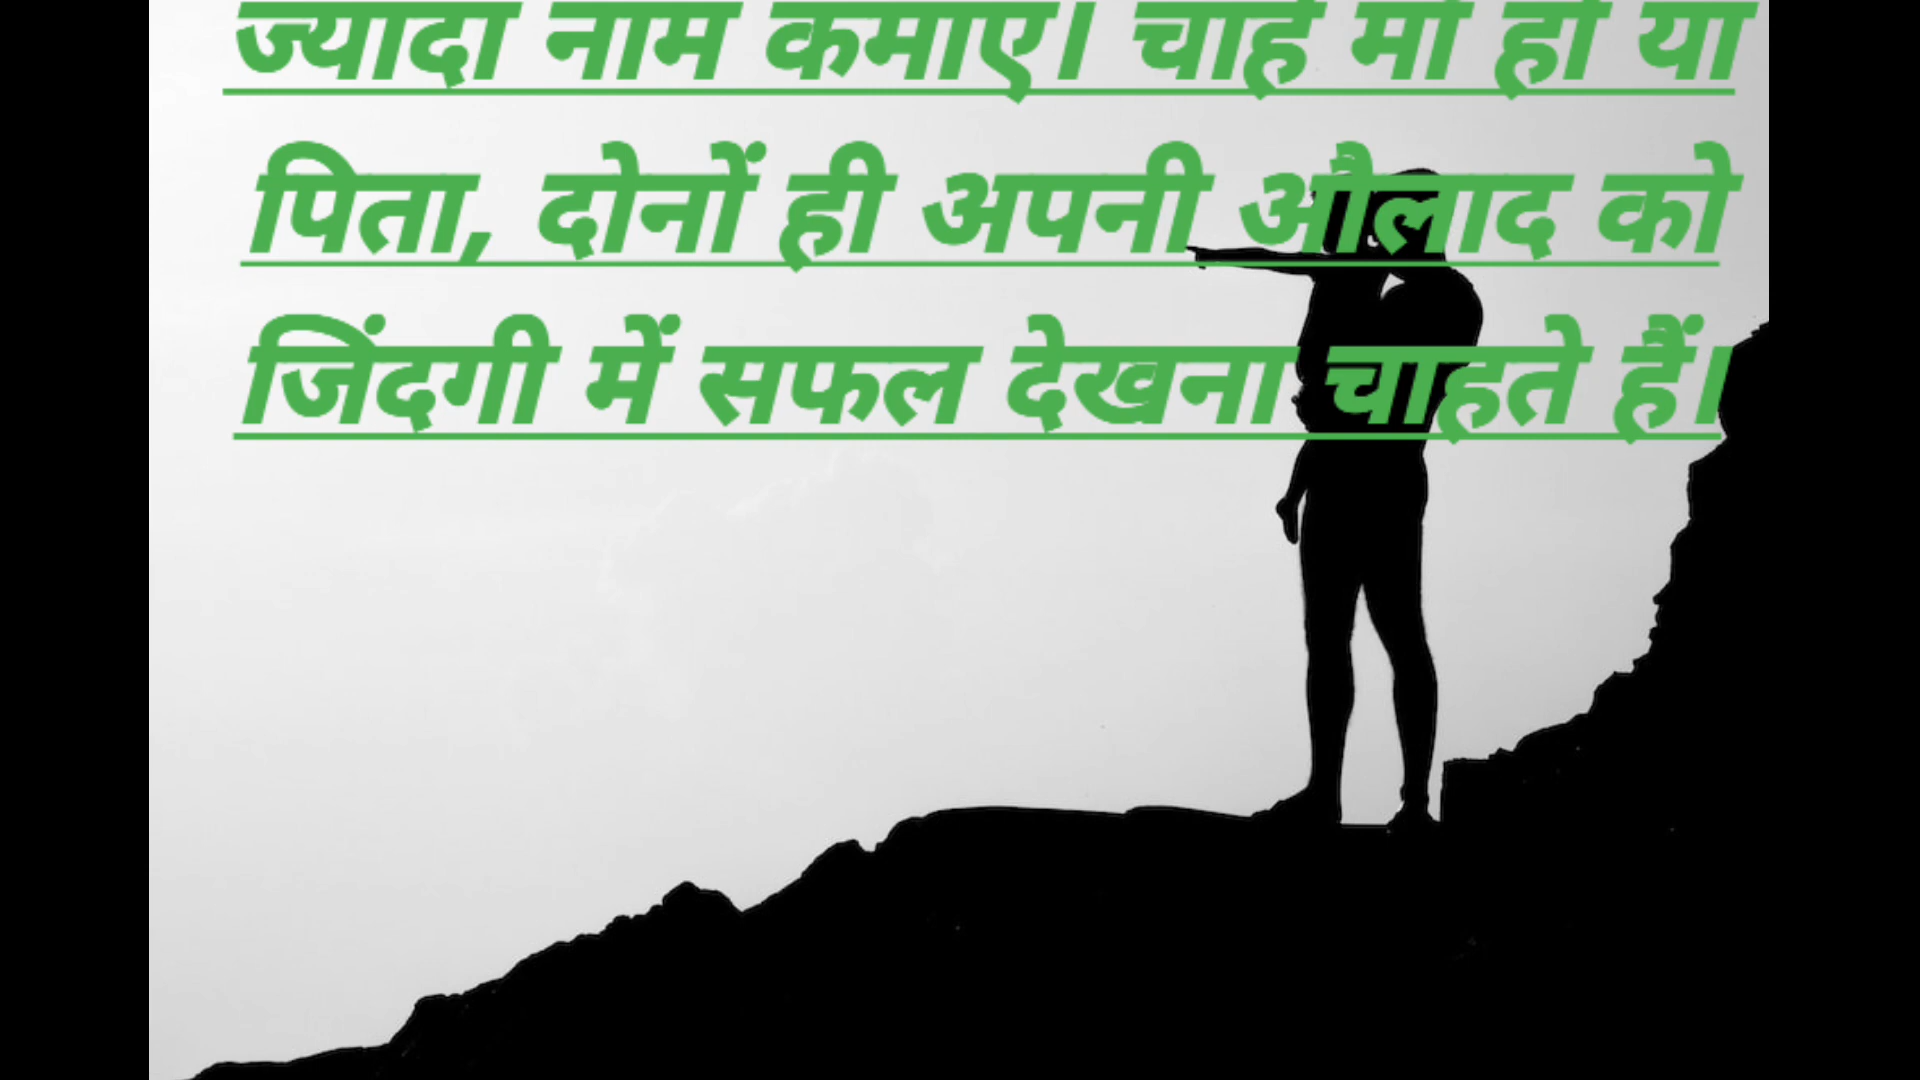 ज्यादा नाम कमाए। चाहे मां हो या
पिता, दोनों ही अपनी औलाद को
जिंदगी में सफल देखना चाहते हैं।